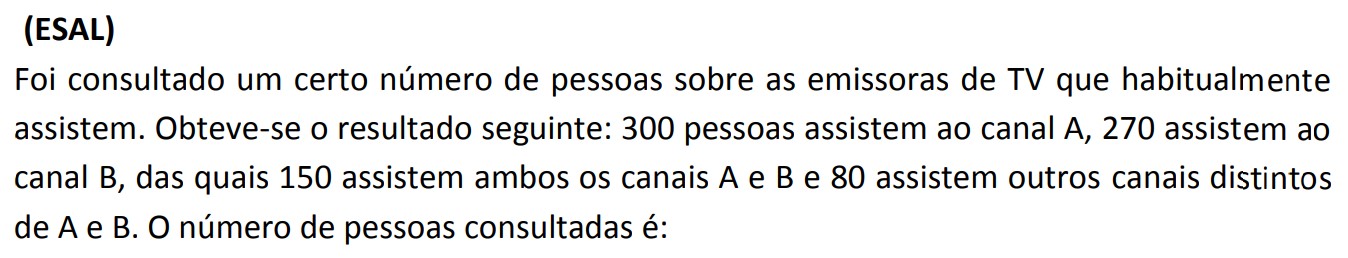 (ESAL)
Foi consultado um certo número de pessoas sobre as emissoras de TV que habitualmente
assistem. Obteve-se o resultado seguinte: 300 pessoas assistem ao canal A, 270 assistem ao
canal B, das quais 150 assistem ambos os canais A e B e 80 assistem outros canais distintos
de A e B. O número de pessoas consultadas é: